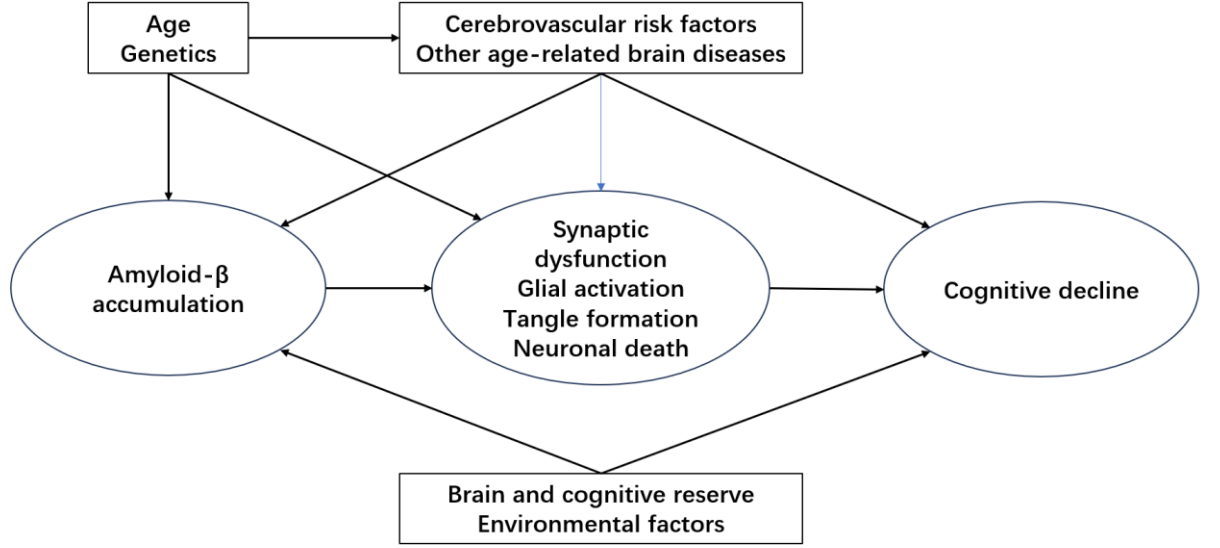 Age
Genetics
Cerebrovascular risk factors
Other age-related brain diseases
Amyloid-β
accumulation
Synaptic
dysfunction
Glial activation
Tangle formation
Neuronal death
Cognitive decline
Brain and cognitive reserve
Environmental factors